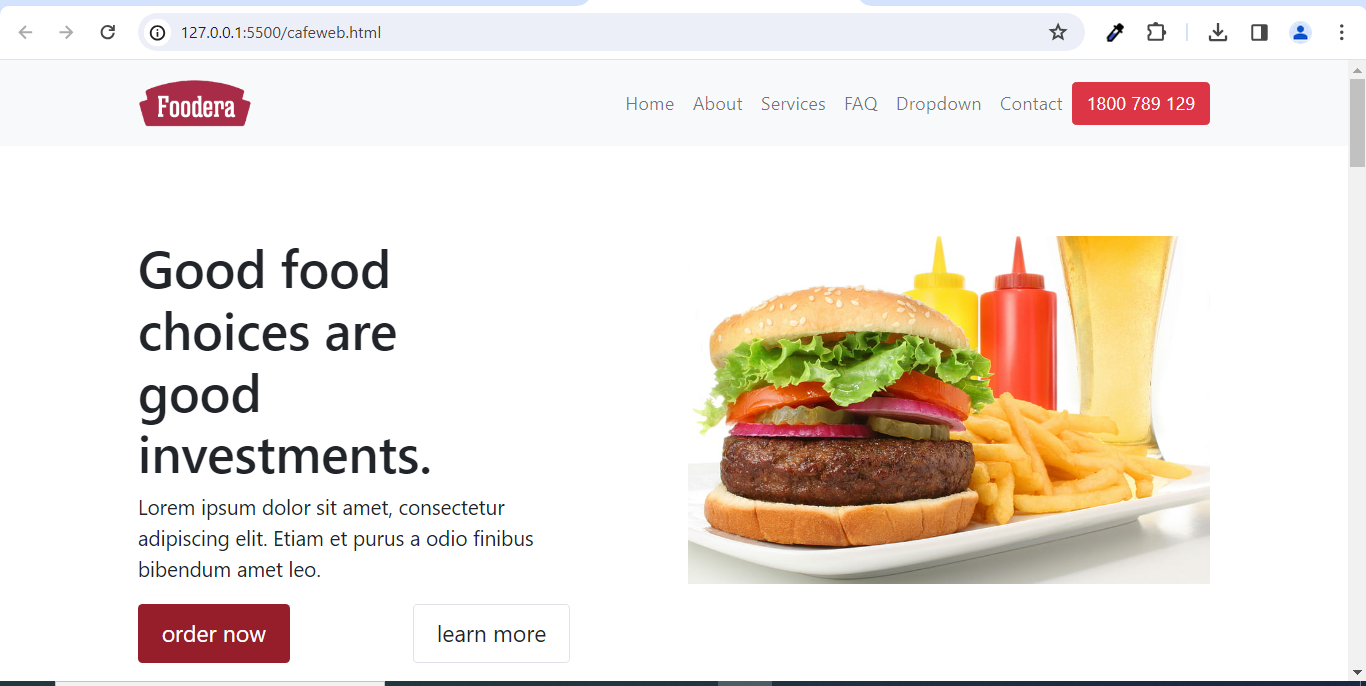 127.0.0.1:5500/cafeweb.html
Foodera
Home About Services FAQ Dropdown Contact 1800 789 129
Good food
choices are
good
investments.
Lorem ipsum dolor sit amet, consectetur
adipiscing elit. Etiam et purus a odio finibus
bibendum amet leo.
order now learn more